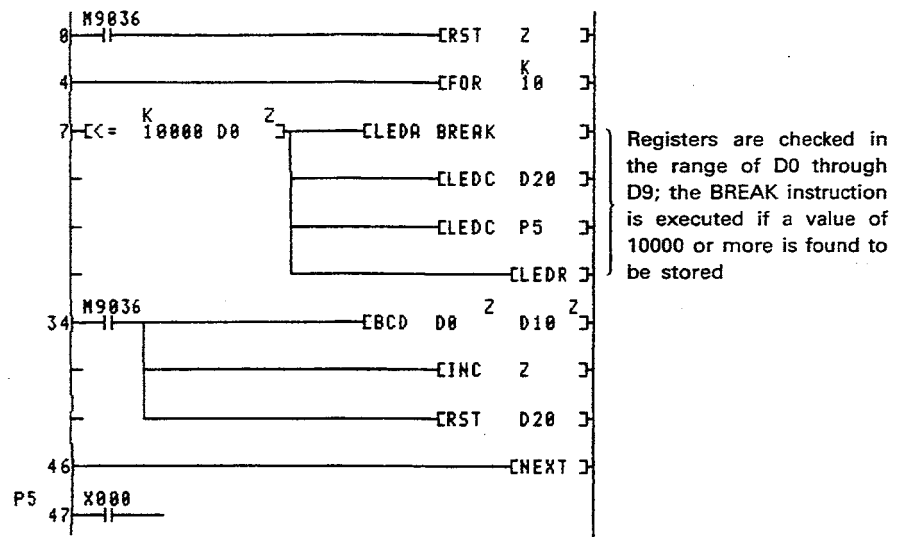 M9036
0 RST Z
K
4 FOR 10
K Z
7 <= 10000 D0 LEDA BREAK
LEDC D20
LEDC P5
LEDR
Registers are checked in
the range of D0 through
D9; the BREAK instruction
is executed if a value of
10000 or more is found to
be stored
M9036 Z Z
34 BCD D0 D10
INC Z
RST D20
46 NEXT
P5 X000
47